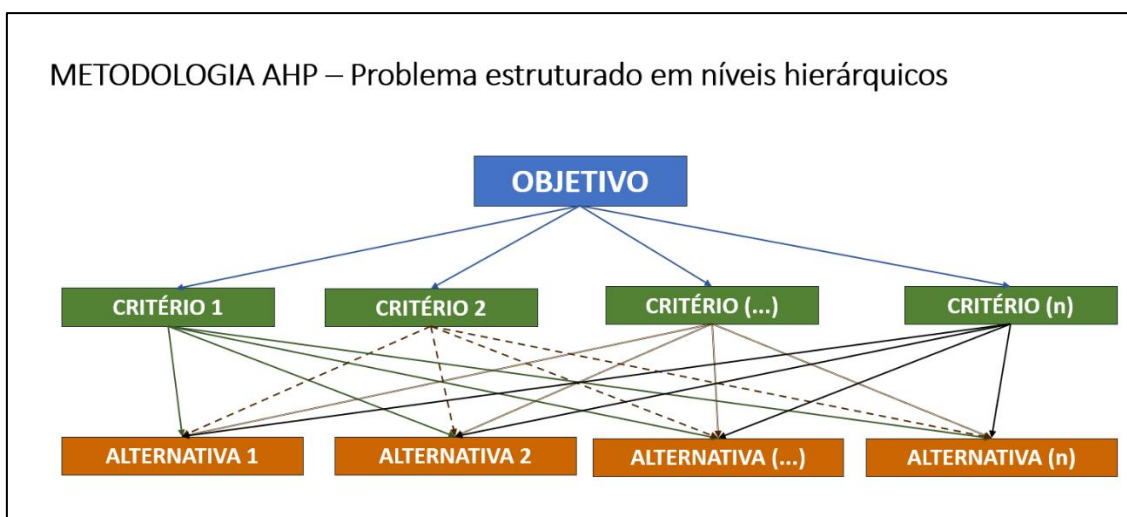 METODOLOGIA AHP – Problema estruturado em níveis hierárquicos
OBJETIVO
CRITÉRIO 1
CRITÉRIO 2
CRITÉRIO (...)
CRITÉRIO (n)
ALTERNATIVA 1
ALTERNATIVA 2
ALTERNATIVA (...)
ALTERNATIVA (n)